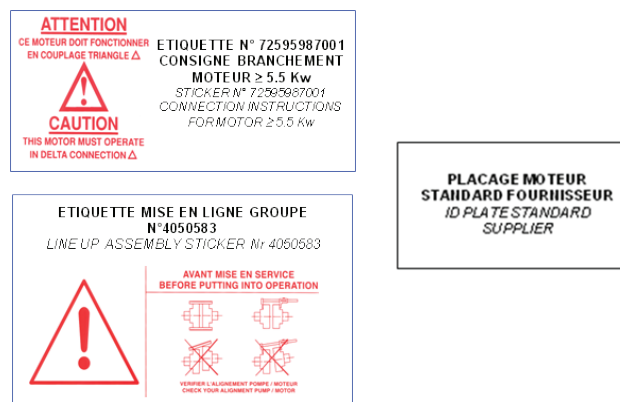 ATTENTION
CE MOTEUR DOIT FONCTIONNER
EN COUPLAGE TRIANGLE Δ
CAUTION
THIS MOTOR MUST OPERATE
IN DELTA CONNECTION Δ
ETIQUETTE N° 72595987001
CONSIGNE BRANCHEMENT
MOTEUR ≥ 5.5 Kw
STICKER N° 72595987001
CONNECTION INSTRUCTIONS
FOR MOTOR ≥ 5.5 Kw
ETIQUETTE MISE EN LIGNE GROUPE
N°4050583
LINE UP ASSEMBLY STICKER Nr 4050583
AVANT MISE EN SERVICE
BEFORE PUTTING INTO OPERATION
VERIFIER L'ALIGNEMENT POMPE / MOTEUR
CHECK YOUR ALIGNMENT PUMP / MOTOR
PLACAGE MOTEUR
STANDARD FOURNISSEUR
ID PLATE STANDARD
SUPPLIER